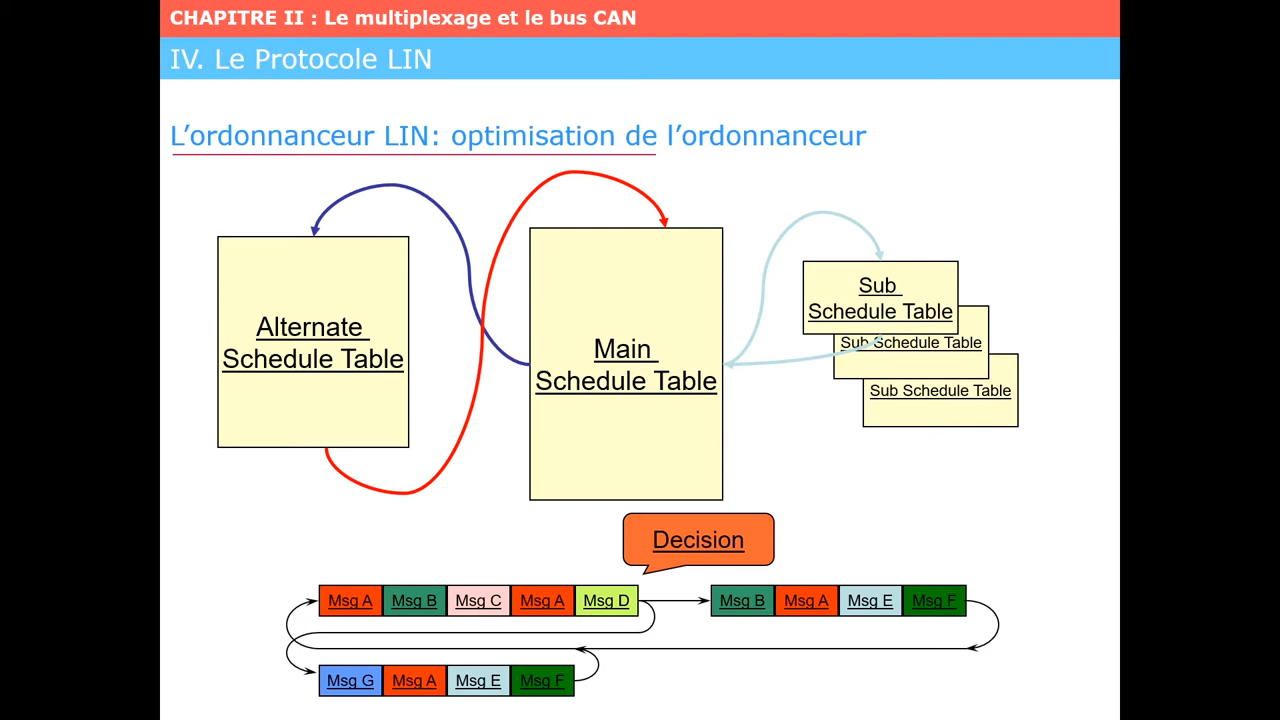 CHAPITRE II : Le multiplexage et le bus CAN
IV. Le Protocole LIN
L’ordonnanceur LIN: optimisation de l’ordonnanceur
Alternate
Schedule Table
Main
Schedule Table
Sub
Schedule Table
Sub Schedule Table
Sub Schedule Table
Decision
Msg A Msg B Msg C Msg A Msg D
Msg B Msg A Msg E Msg F
Msg G Msg A Msg E Msg F